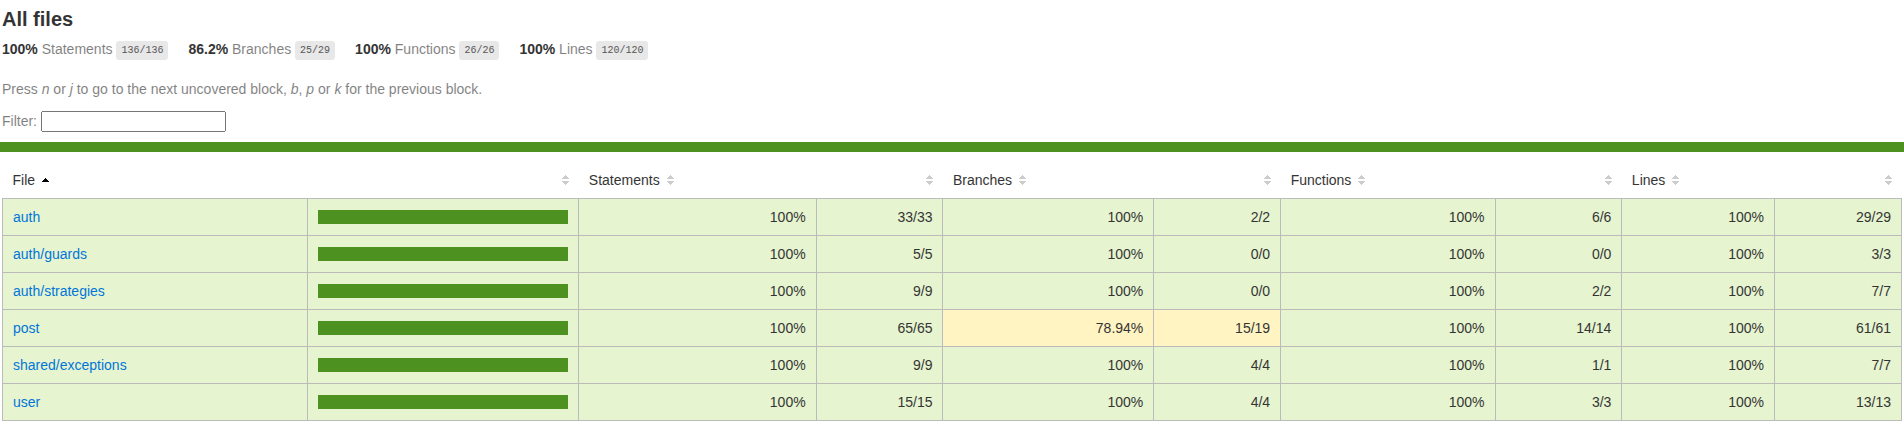 All files
100% Statements 136/136 86.2% Branches 25/29 100% Functions 26/26 100% Lines 120/120
Press n or j to go to the next uncovered block, b, p or k for the previous block.
Filter:
File Statements Branches Functions Lines
auth 100% 33/33 100% 2/2 100% 6/6 100% 29/29
auth/guards 100% 5/5 100% 0/0 100% 0/0 100% 3/3
auth/strategies 100% 9/9 100% 0/0 100% 2/2 100% 7/7
post 100% 65/65 78.94% 15/19 100% 14/14 100% 61/61
shared/exceptions 100% 9/9 100% 4/4 100% 1/1 100% 7/7
user 100% 15/15 100% 4/4 100% 3/3 100% 13/13